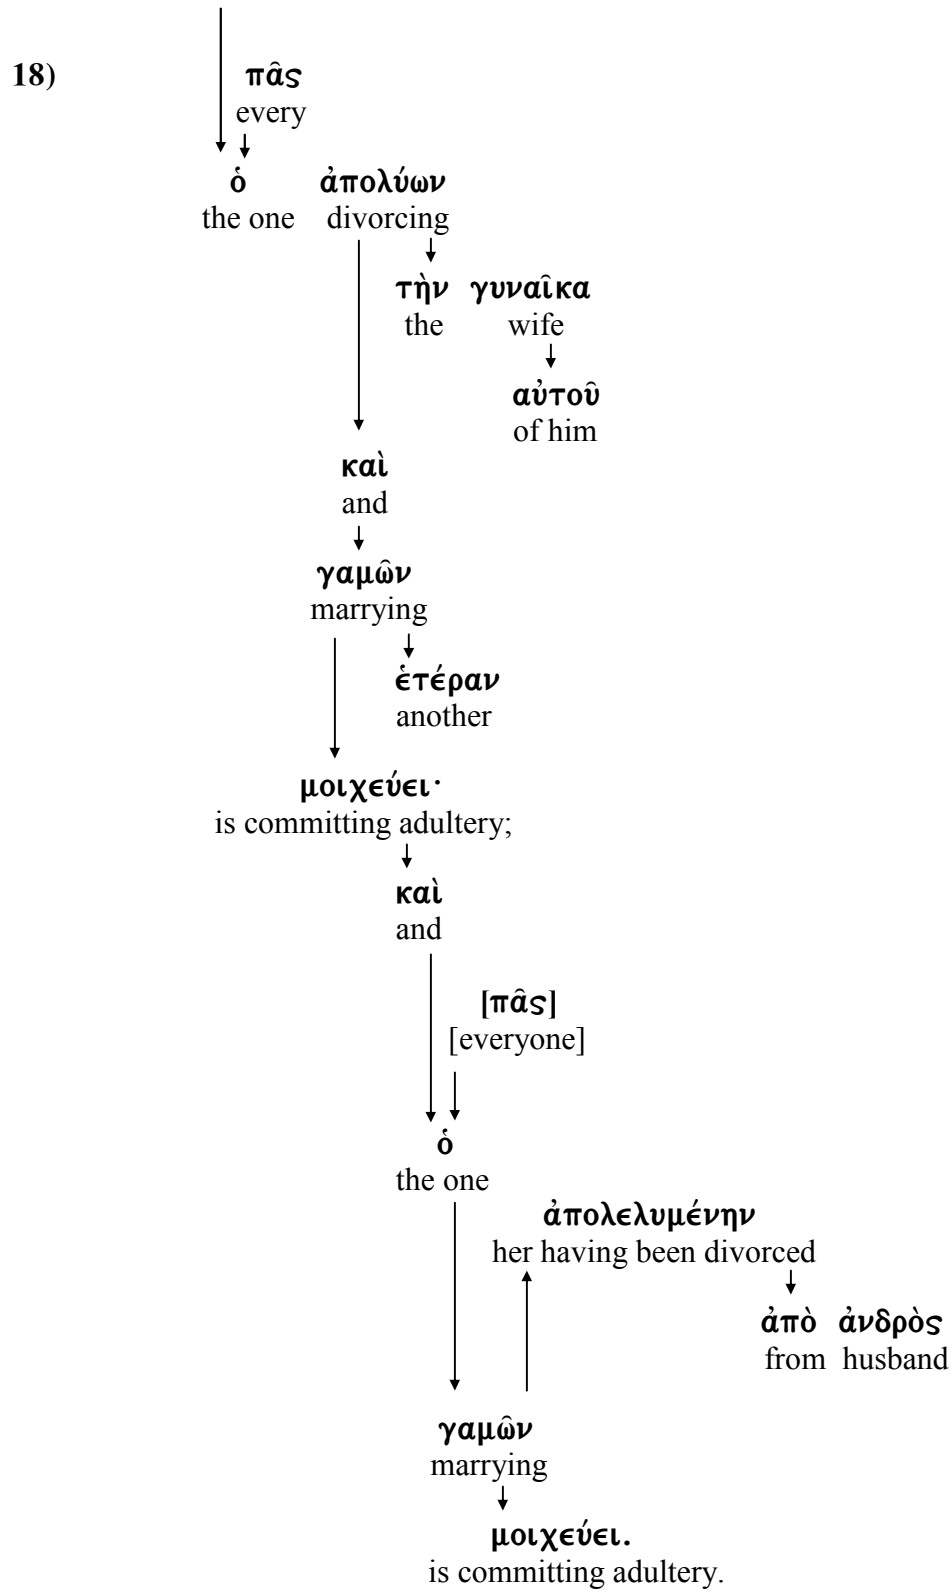 18)
πᾶς
every
ὁ ἀπολύων
the one divorcing
τὴν γυναῖκα
the wife
αὐτοῦ
of him
καὶ
and
γαμῶν
marrying
ἑτέραν
another
μοιχεύει·
is committing adultery;
καὶ
and
[πᾶς]
[everyone]
ὁ
the one
ἀπολελυμένην
her having been divorced
ἀπὸ ἀνδρὸς
from husband
γαμῶν
marrying
μοιχεύει.
is committing adultery.